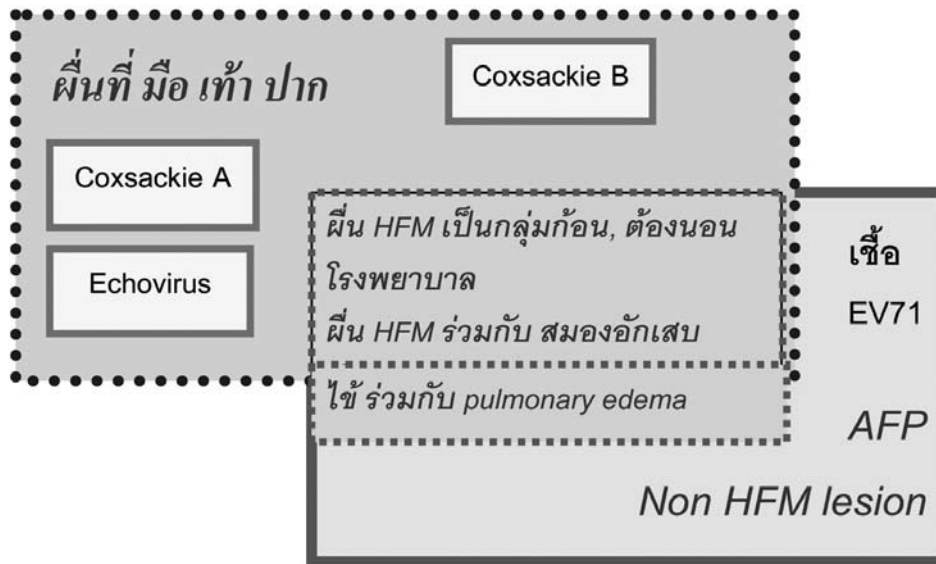 ผื่นที่ มือ เท้า ปาก
Coxsackie B
Coxsackie A
Echovirus
ผื่น HFM เป็นกลุ่มก้อน, ต้องนอน
โรงพยาบาล
ผื่น HFM ร่วมกับ สมองอักเสบ
ไข้ ร่วมกับ pulmonary edema
เชื้อ
EV71
AFP
Non HFM lesion